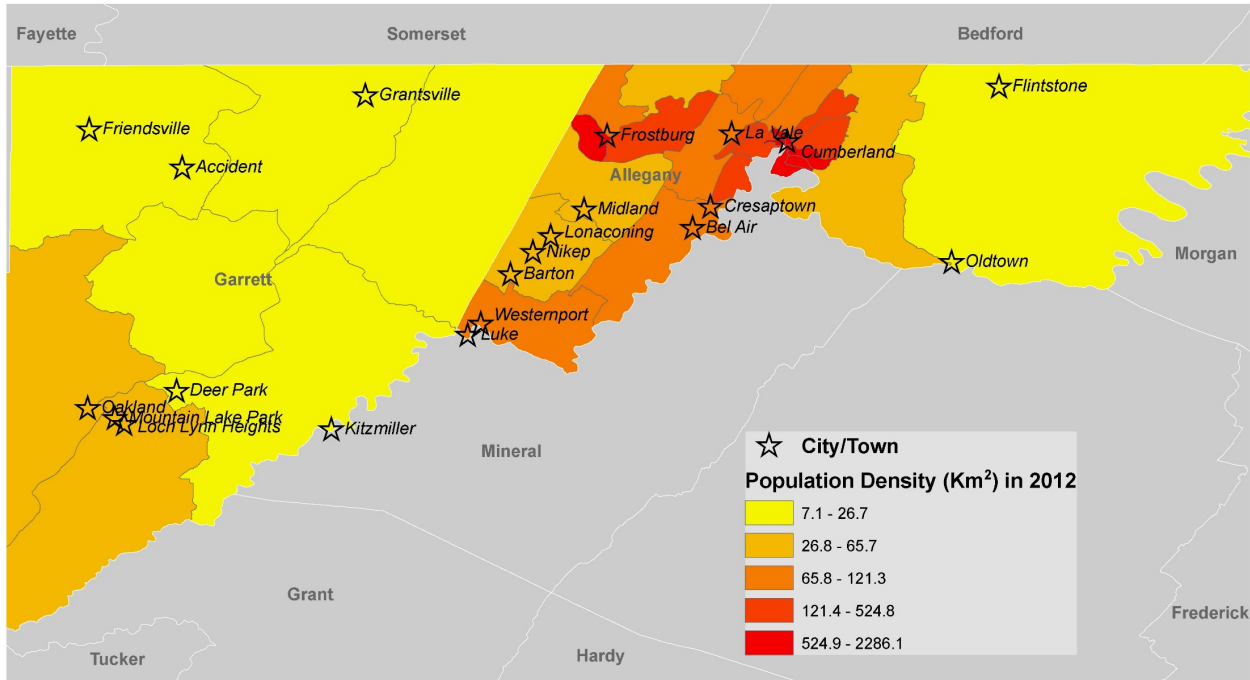 Fayette
Somerset
Bedford
Flintstone
Grantsville
Friendsville
Frostburg
La Vale
Cumberland
Accident
Allegany
Midland
Cresaptown
Lonaconing
Bel Air
Nikep
Morgan
Oldtown
Barton
Garrett
Westernport
Luke
Deer Park
Oakland
Mountain Lake Park
Loch Lynn Heights
Kitzmiller
Mineral
City/Town
Population Density (Km²) in 2012
7.1 - 26.7
26.8 - 65.7
65.8 - 121.3
121.4 - 524.8
524.9 - 2286.1
Grant
Frederick
Tucker
Hardy